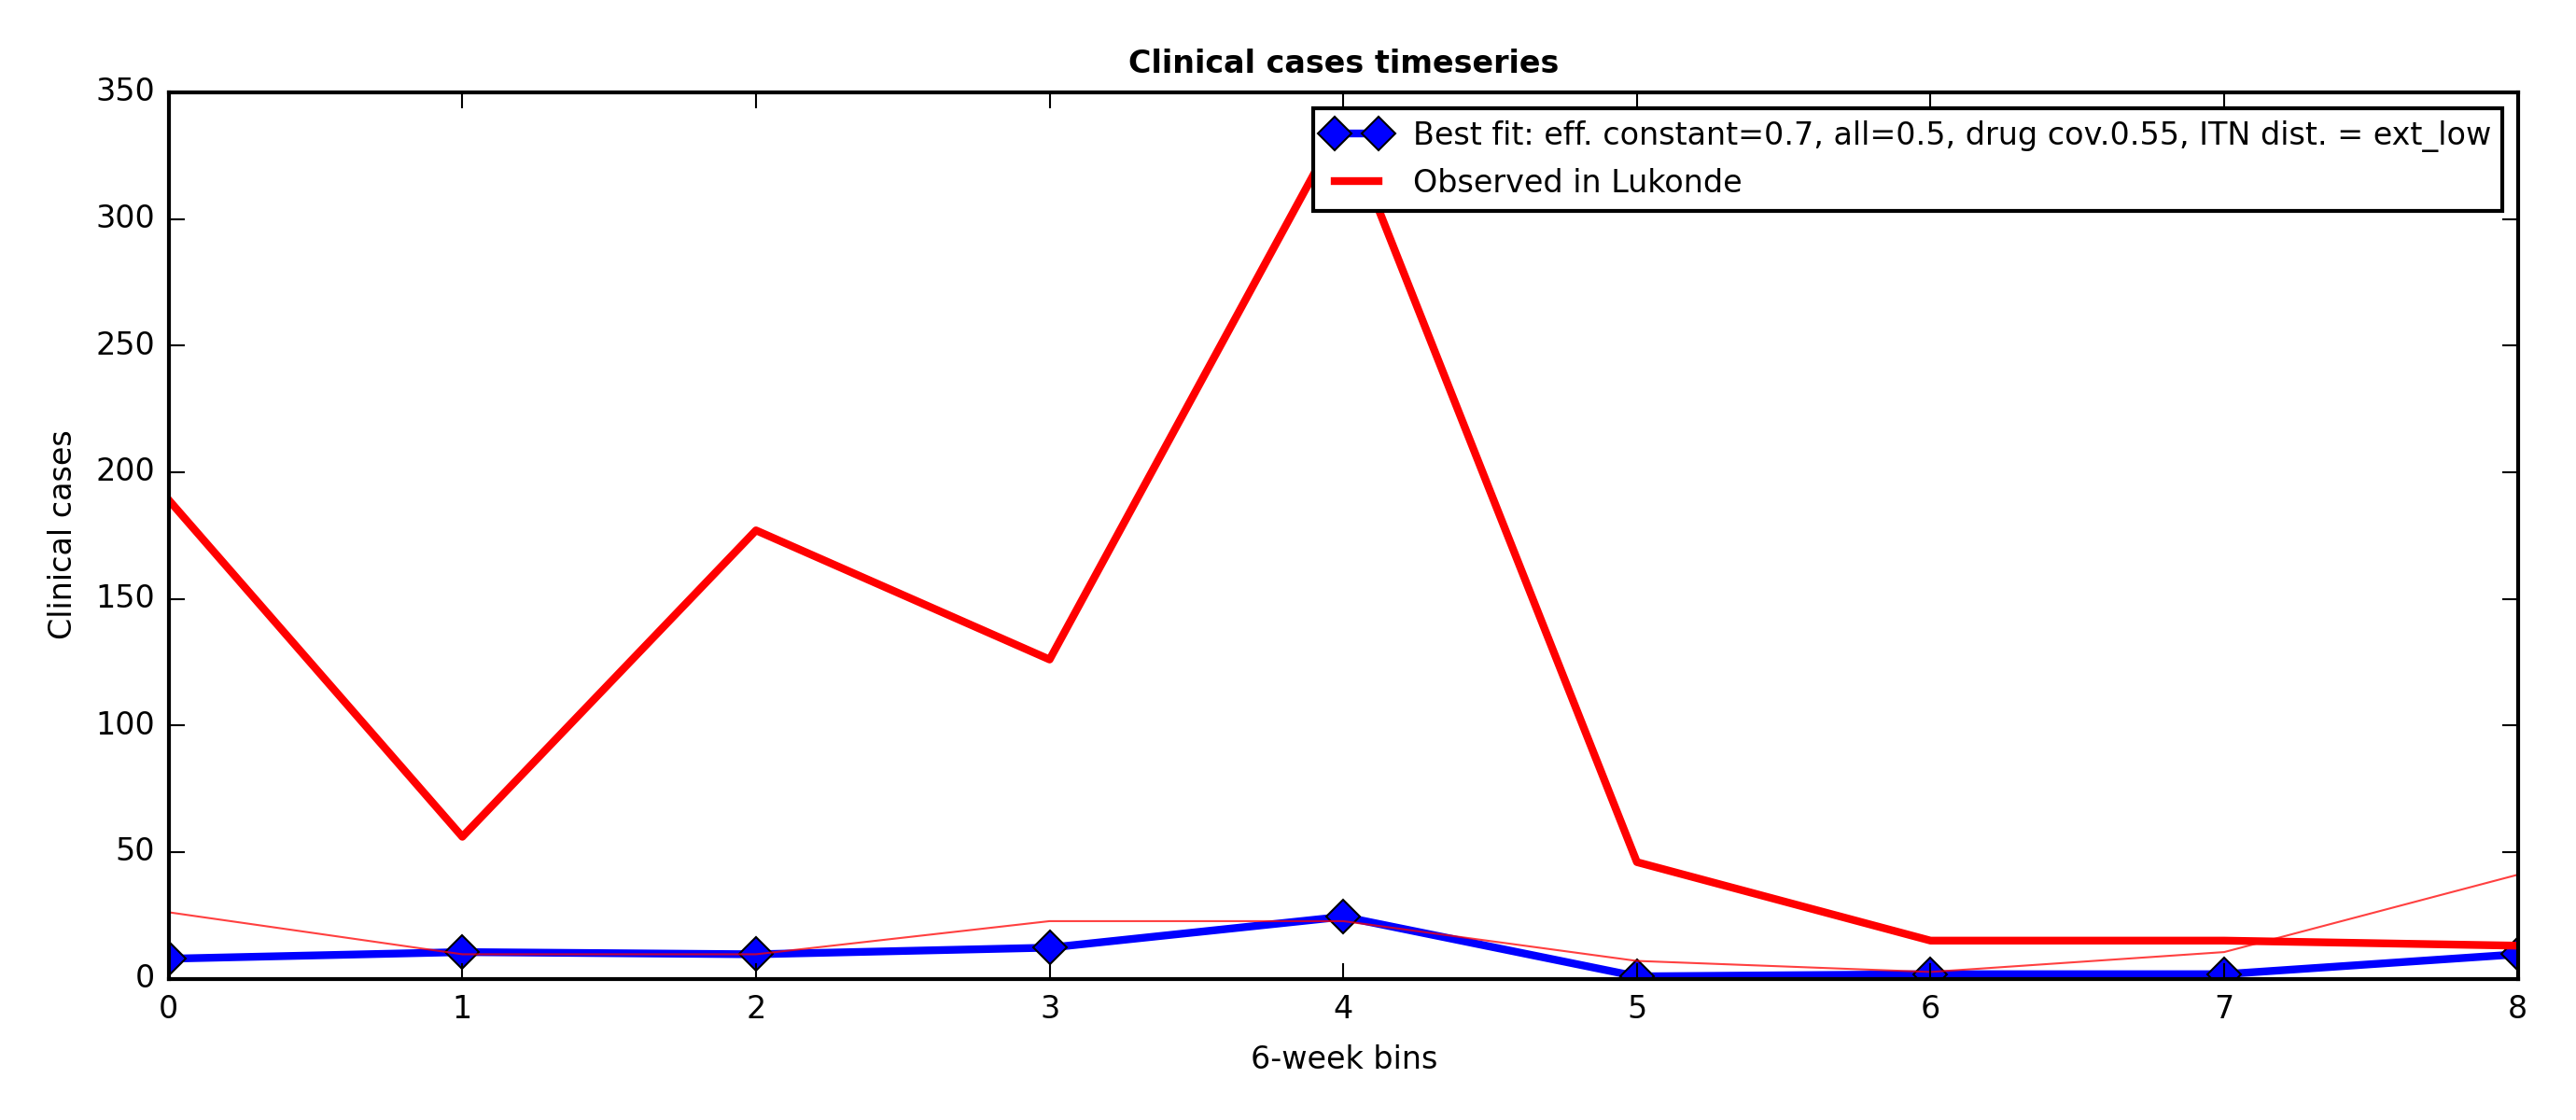 Clinical cases timeseries
350
300
250
200
150
100
50
0
Clinical cases
Best fit: eff. constant=0.7, all=0.5, drug cov.0.55, ITN dist. = ext_low
Observed in Lukonde
0 1 2 3 4 5 6 7 8
6-week bins